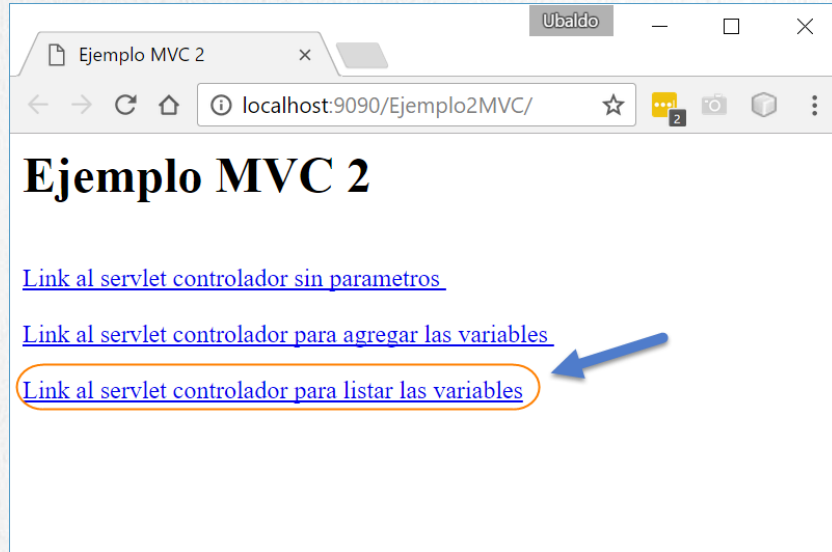 Ubaldo
Ejemplo MVC 2
localhost:9090/Ejemplo2MVC/
2
Ejemplo MVC 2
Link al servlet controlador sin parametros
Link al servlet controlador para agregar las variables
Link al servlet controlador para listar las variables